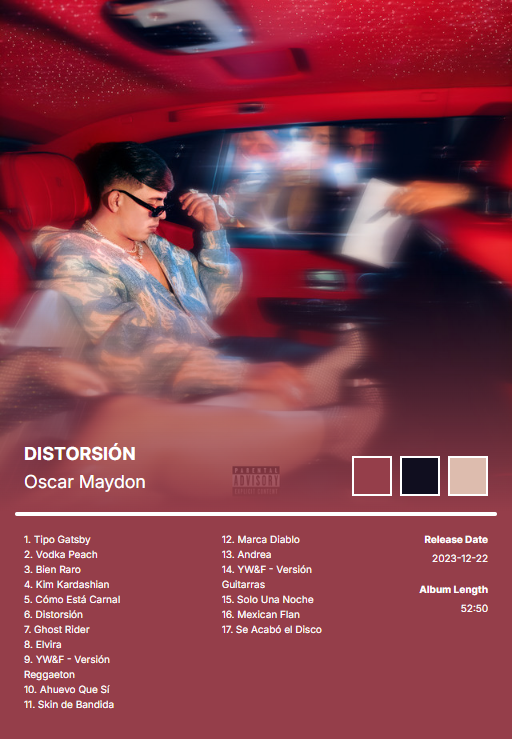 DISTORSIÓN
Oscar Maydon
PARENTAL
ADVISORY
EXPLICIT CONTENT
1. Tipo Gatsby
2. Vodka Peach
3. Bien Raro
4. Kim Kardashian
5. Cómo Está Carnal
6. Distorsión
7. Ghost Rider
8. Elvira
9. YW&F - Versión
Reggaeton
10. Ahuevo Que Sí
11. Skin de Bandida
12. Marca Diablo
13. Andrea
14. YW&F - Versión
Guitarras
15. Solo Una Noche
16. Mexican Flan
17. Se Acabó el Disco
Release Date
2023-12-22
Album Length
52:50